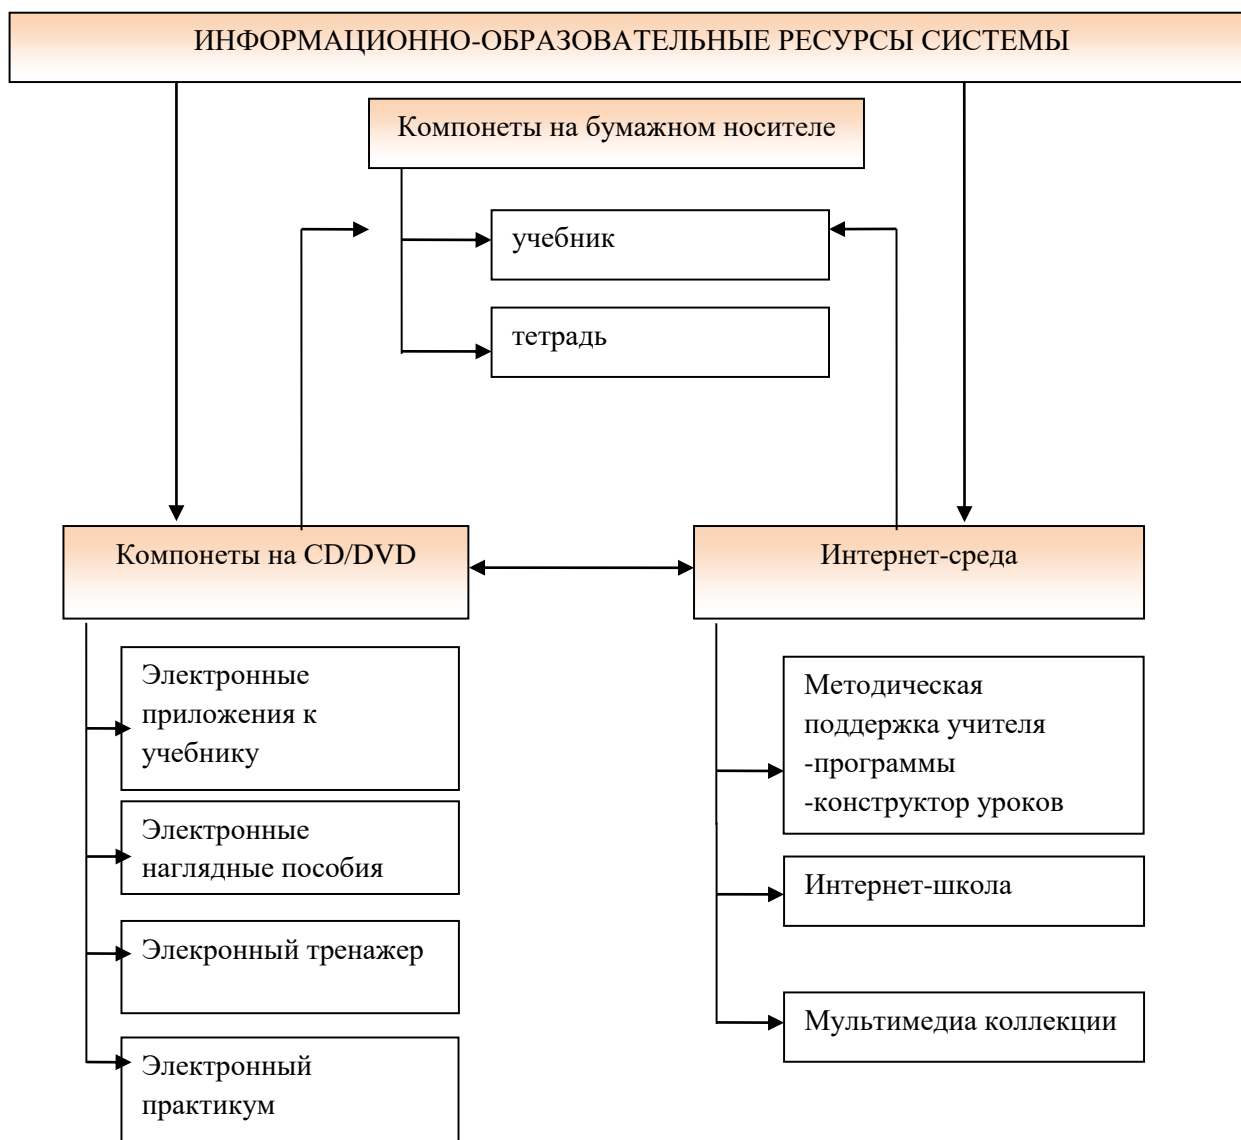 ИНФОРМАЦИОННО-ОБРАЗОВАТЕЛЬНЫЕ РЕСУРСЫ СИСТЕМЫ
Компонеты на бумажном носителе
учебник
тетрадь
Компонеты на CD/DVD
Интернет-среда
Электронные
приложения к
учебнику
Электронные
наглядные пособия
Элекронный тренажер
Электронный
практикум
Методическая
поддержка учителя
-программы
-конструктор уроков
Интернет-школа
Мультимедиа коллекции